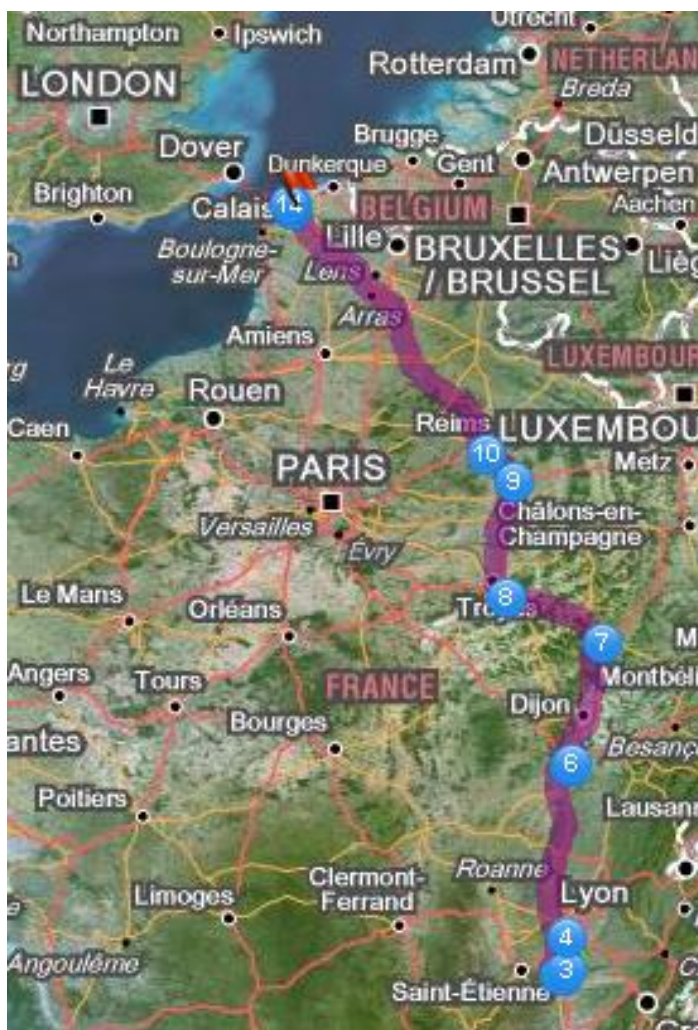 Utrecht
Northampton
Ipswich
Rotterdam
NETHERLAN
Breda
LONDON
Düsseld
Brugge
Dover
Dunkerque
Gent
Antwerpen
Brighton
Calais
14
BELGIUM
Aachen
Lille
Boulogne-
sur-Mer
BRUXELLES
/ BRUSSEL
Lièg
Lens
Arras
Amiens
LUXEMBOUR
Le
Havre
Rouen
Reims
LUXEMBOU
Caen
10
Metz
PARIS
9
Versailles
Châlons-en-
Champagne
Évry
Le Mans
Troyes
8
Orléans
7
M
Angers
Tours
FRANCE
Montbéli
Dijon
antes
Bourges
Besanço
6
Poitiers
Lausann
Roanne
Clermont-
Ferrand
Lyon
Limoges
4
Angoulême
3
Saint-Étienne